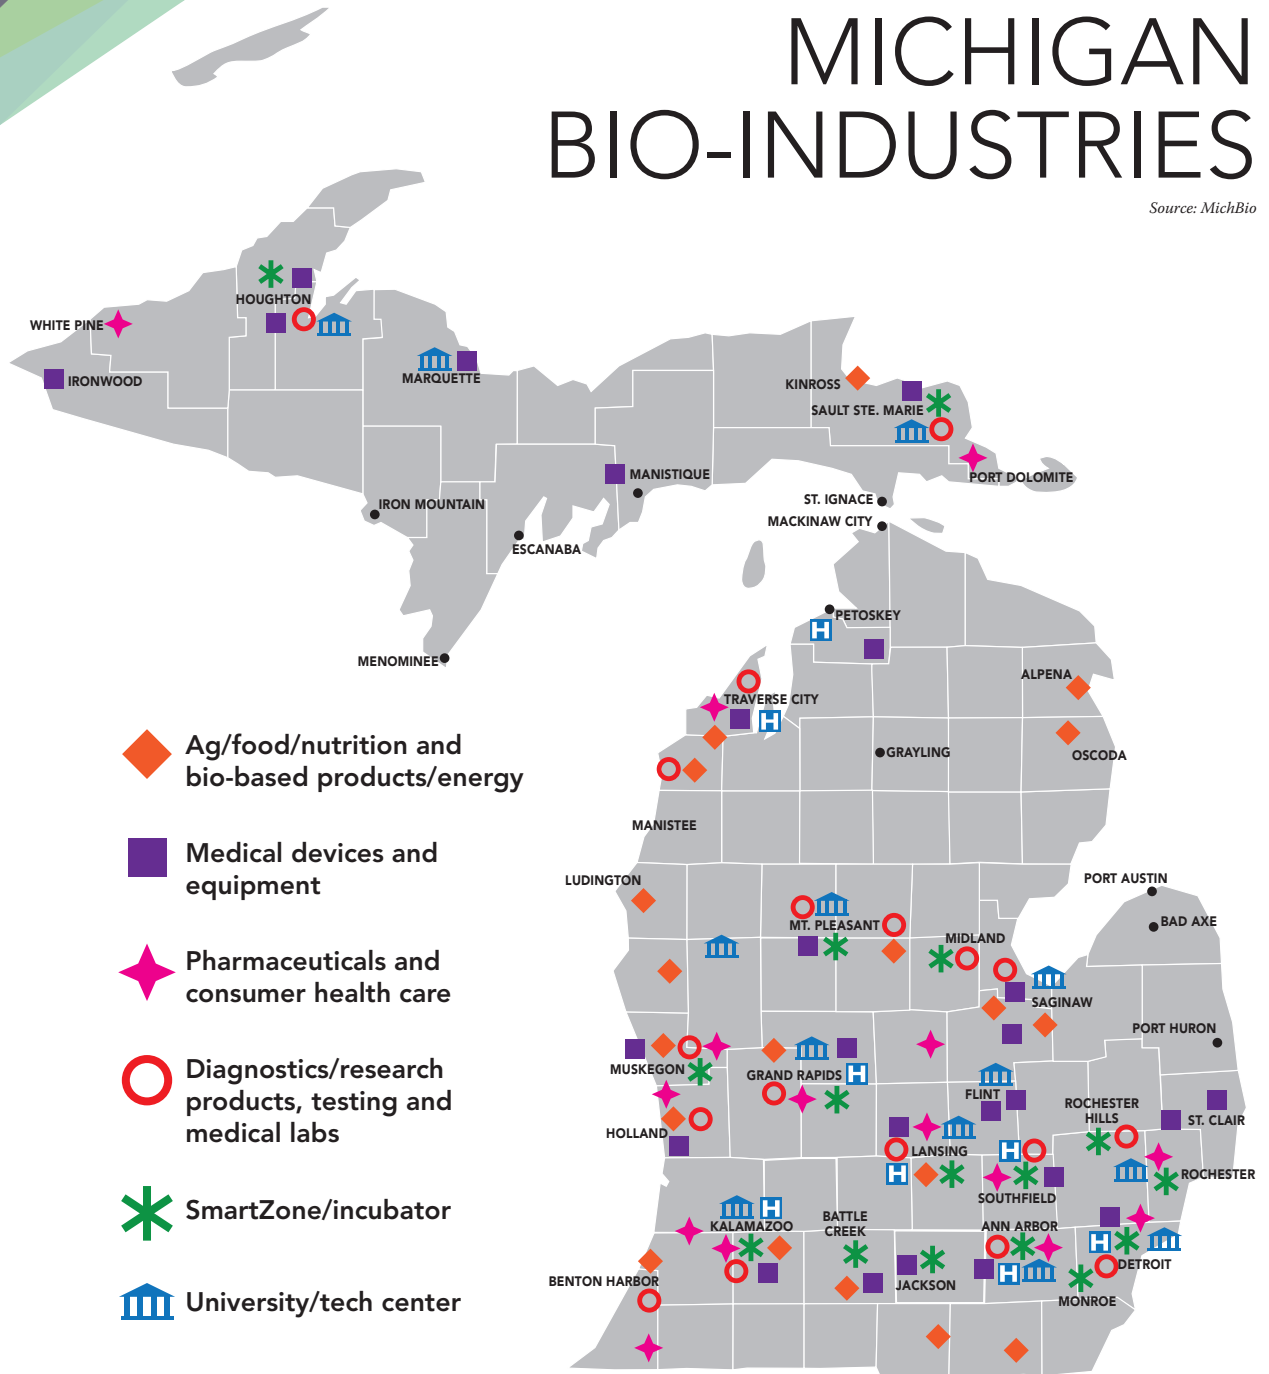 MICHIGAN
BIO-INDUSTRIES
Source: MichBio
HOUGHTON
WHITE PINE
IRONWOOD
MARQUETTE
KINROSS
SAULT STE. MARIE
MANISTIQUE
PORT DOLOMITE
IRON MOUNTAIN
ST. IGNACE
MACKINAW CITY
ESCANABA
PETOSKEY
H
MENOMINEE
ALPENA
TRAVERSE CITY
H
GRAYLING
OSCODA
Ag/food/nutrition and
bio-based products/energy
MANISTEE
Medical devices and
equipment
LUDINGTON
PORT AUSTIN
BAD AXE
MT. PLEASANT
MIDLAND
Pharmaceuticals and
consumer health care
SAGINAW
PORT HURON
MUSKEGON
GRAND RAPIDS
H
Diagnostics/research
products, testing and
medical labs
FLINT
ROCHESTER
HILLS
ST. CLAIR
HOLLAND
LANSING
H
H
ROCHESTER
SOUTHFIELD
SmartZone/incubator
H
KALAMAZOO
BATTLE
CREEK
ANN ARBOR
H
DETROIT
BENTON HARBOR
JACKSON
H
MONROE
University/tech center